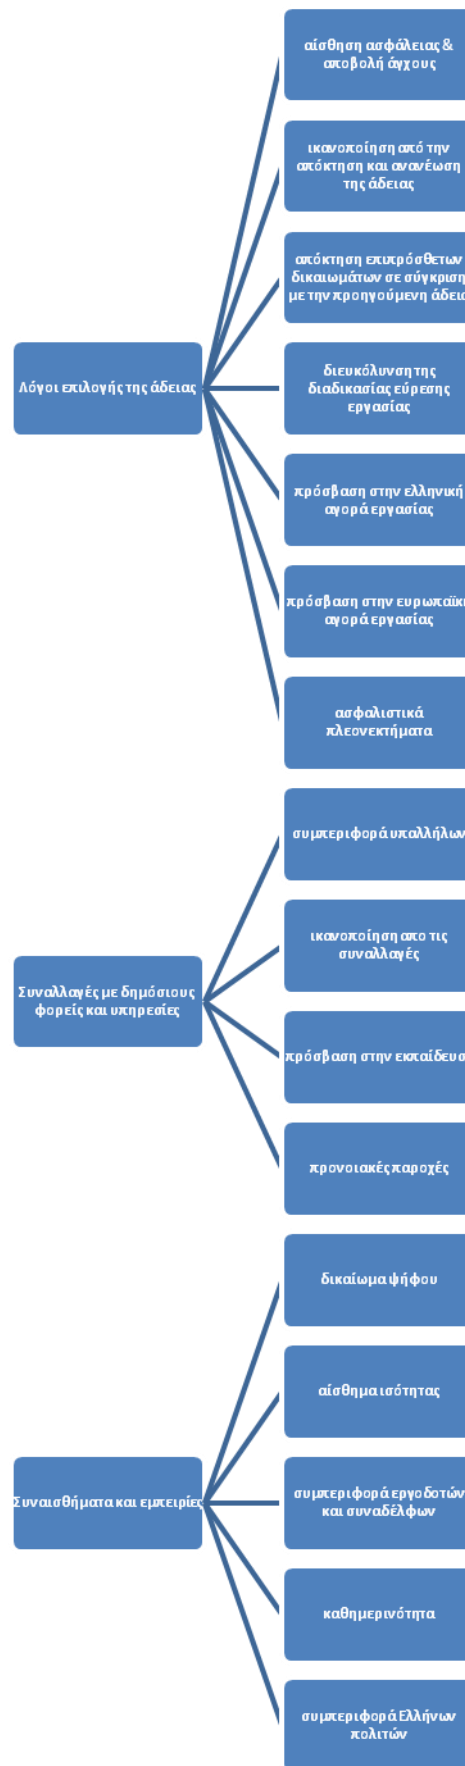 αίσθηση ασφάλειας &
αποβολή άγχους
ικανοποίηση από την
απόκτηση και ανανέωση
της άδειας
απόκτηση επιπρόσθετων
δικαιωμάτων σε σύγκριση
με την προηγούμενη άδεια
Λόγοι επιλογής της άδειας
διευκόλυνση της
διαδικασίας εύρεσης
εργασίας
πρόσβαση στην ελληνική
αγορά εργασίας
πρόσβαση στην ευρωπαϊκή
αγορά εργασίας
ασφαλιστικά
πλεονεκτήματα
Συναλλαγές με δημόσιους
φορείς και υπηρεσίες
συμπεριφορά υπαλλήλων
ικανοποίηση απο τις
συναλλαγές
πρόσβαση στην εκπαίδευσ
προνοιακές παροχές
Συναισθήματα και εμπειρίες
δικαίωμα ψήφου
αίσθημα ισότητας
συμπεριφορά εργοδοτών
και συναδέλφων
καθημερινότητα
συμπεριφορά Ελλήνων
πολιτών